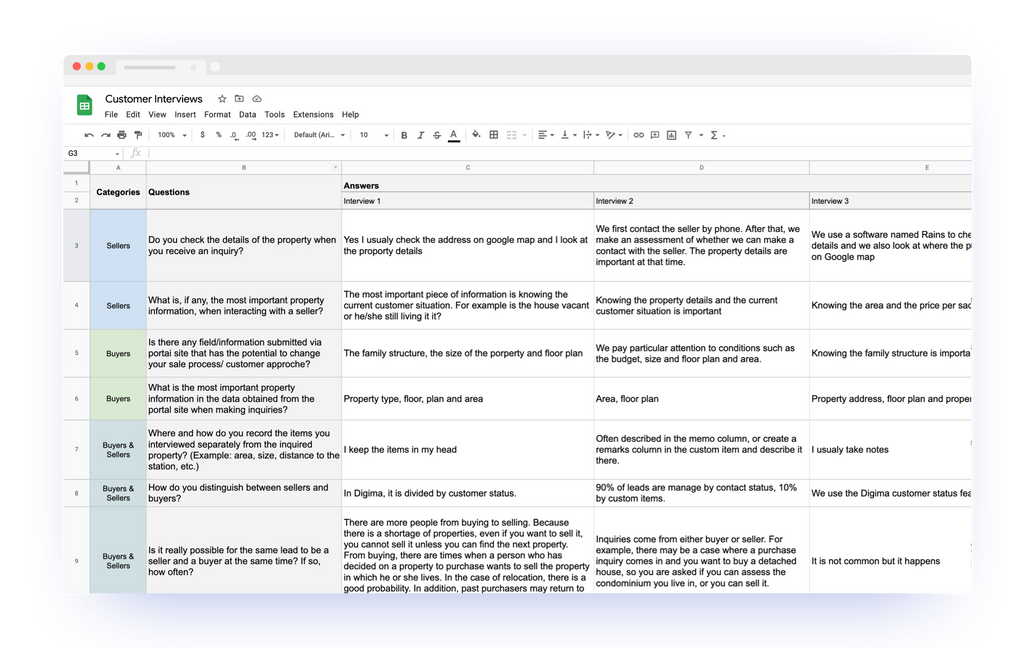 Customer Interviews
File Edit View Insert Format Data Tools Extensions Help
100% $ % .0 .00 123 Default (Ari... 10 B I S A
G3 fx
A B C D E
1 Categories Questions Answers
2 Interview 1 Interview 2 Interview 3
3 Sellers
Do you check the details of the property when
you receive an inquiry?
Yes I usualy check the address on google map and I look at
the proporty details
We first contact the seller by phone. After that, we
make an assessment of whether we can make a
contact with the seller. The property details are
important at that time.
We use a software named Rains to che
details and we also look at where the p
on Google map
4 Sellers
What is, if any, the most important property
information, when interacting with a seller?
The most important piece of information is knowing the
current customer situation. For example is the house vacant
or he/she still living it it?
Knowing the property details and the current
customer situation is important
Knowing the area and the price per sa
5 Buyers
Is there any field/information submitted via
portai site that has the potential to change
your sale process/ customer approche?
The family structure, the size of the porperty and floor plan
We pay particular attention to conditions such as
the budget, size and floor plan and area.
Knowing the family structure is importa
6 Buyers
What is the most important property
information in the data obtained from the
portal site when making inquiries?
Property type, floor, plan and area
Area, floor plan
Property address, floor plan and proper
7 Buyers &
Sellers
Where and how do you record the items you
interviewed separately from the inquired
property? (Example: area, size, distance to the
station, etc.)
I keep the items in my head
Often described in the memo column, or create a
remarks column in the custom item and describe it
there.
I usualy take notes
8 Buyers &
Sellers
How do you distinguish between sellers and
buyers?
In Digima, it is divided by customer status.
90% of leads are manage by contact status, 10%
by custom items.
We use the Digima customer status fea
9 Buyers &
Sellers
Is it really possible for the same lead to be a
seller and a buyer at the same time? If so,
how often?
There are more people from buying to selling. Because
there is a shortage of properties, even if you want to sell it,
you cannot sell it unless you can find the next property.
From buying, there are times when a person who has
decided on a property to purchase wants to sell the property
in which he or she lives. In the case of relocation, there is a
good probability. In addition, past purchasers may return to
Inquiries come from either buyer or seller. For
example, there may be a case where a purchase
inquiry comes in and you want to buy a detached
house, so you are asked if you can assess the
condominium you live in, or you can sell it.
It is not common but it happens